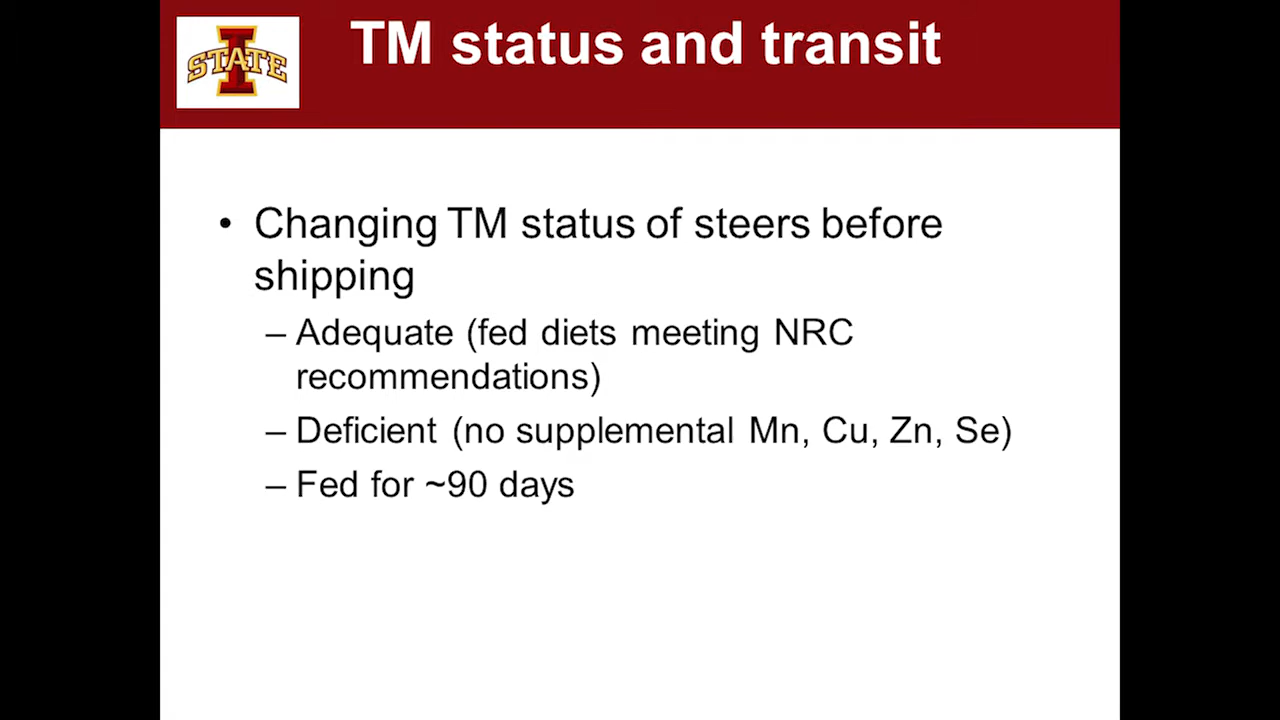 TM status and transit
STATE
• Changing TM status of steers before
shipping
– Adequate (fed diets meeting NRC
recommendations)
– Deficient (no supplemental Mn, Cu, Zn, Se)
– Fed for ~90 days